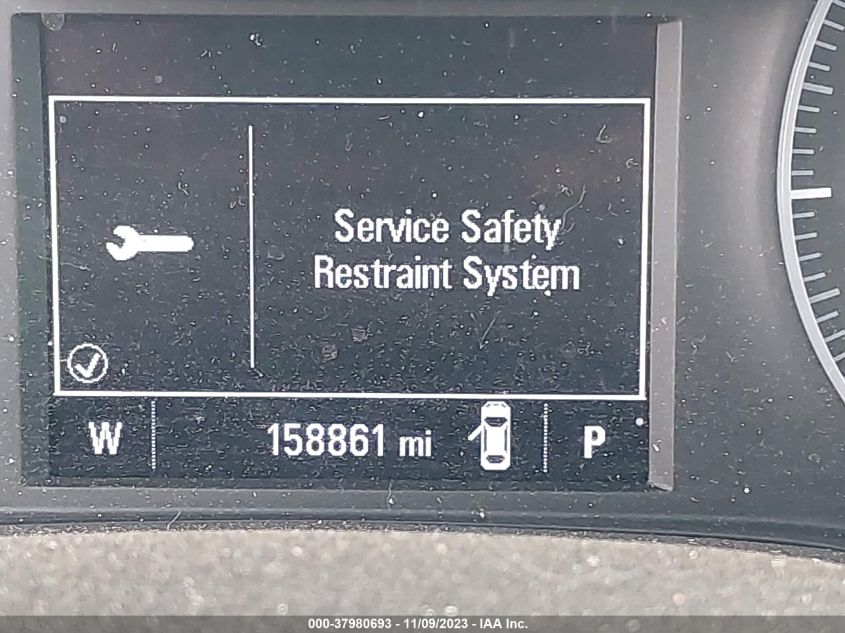 Service Safety
Restraint System
W 158861 mi P
000-37980693 - 11/09/2023 - IAA Inc.